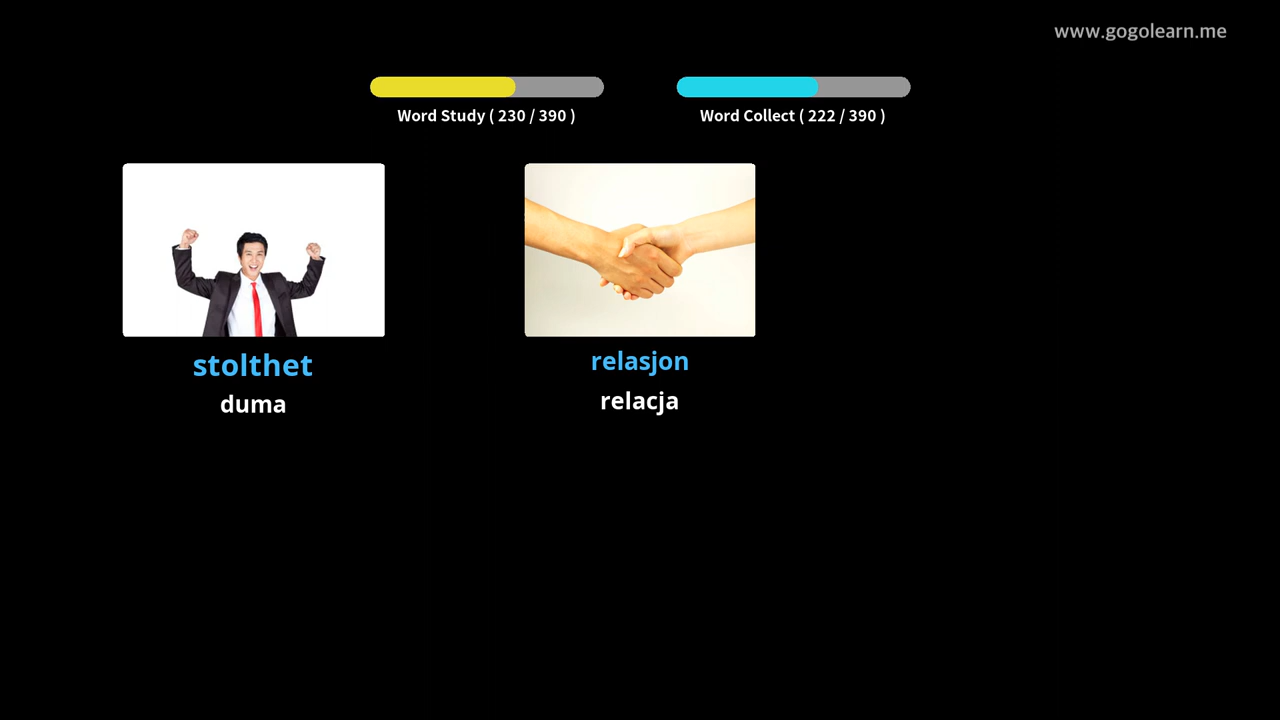 www.gogolearn.me
Word Study ( 230 / 390 )
Word Collect ( 222 / 390 )
stolthet
duma
relasjon
relacja